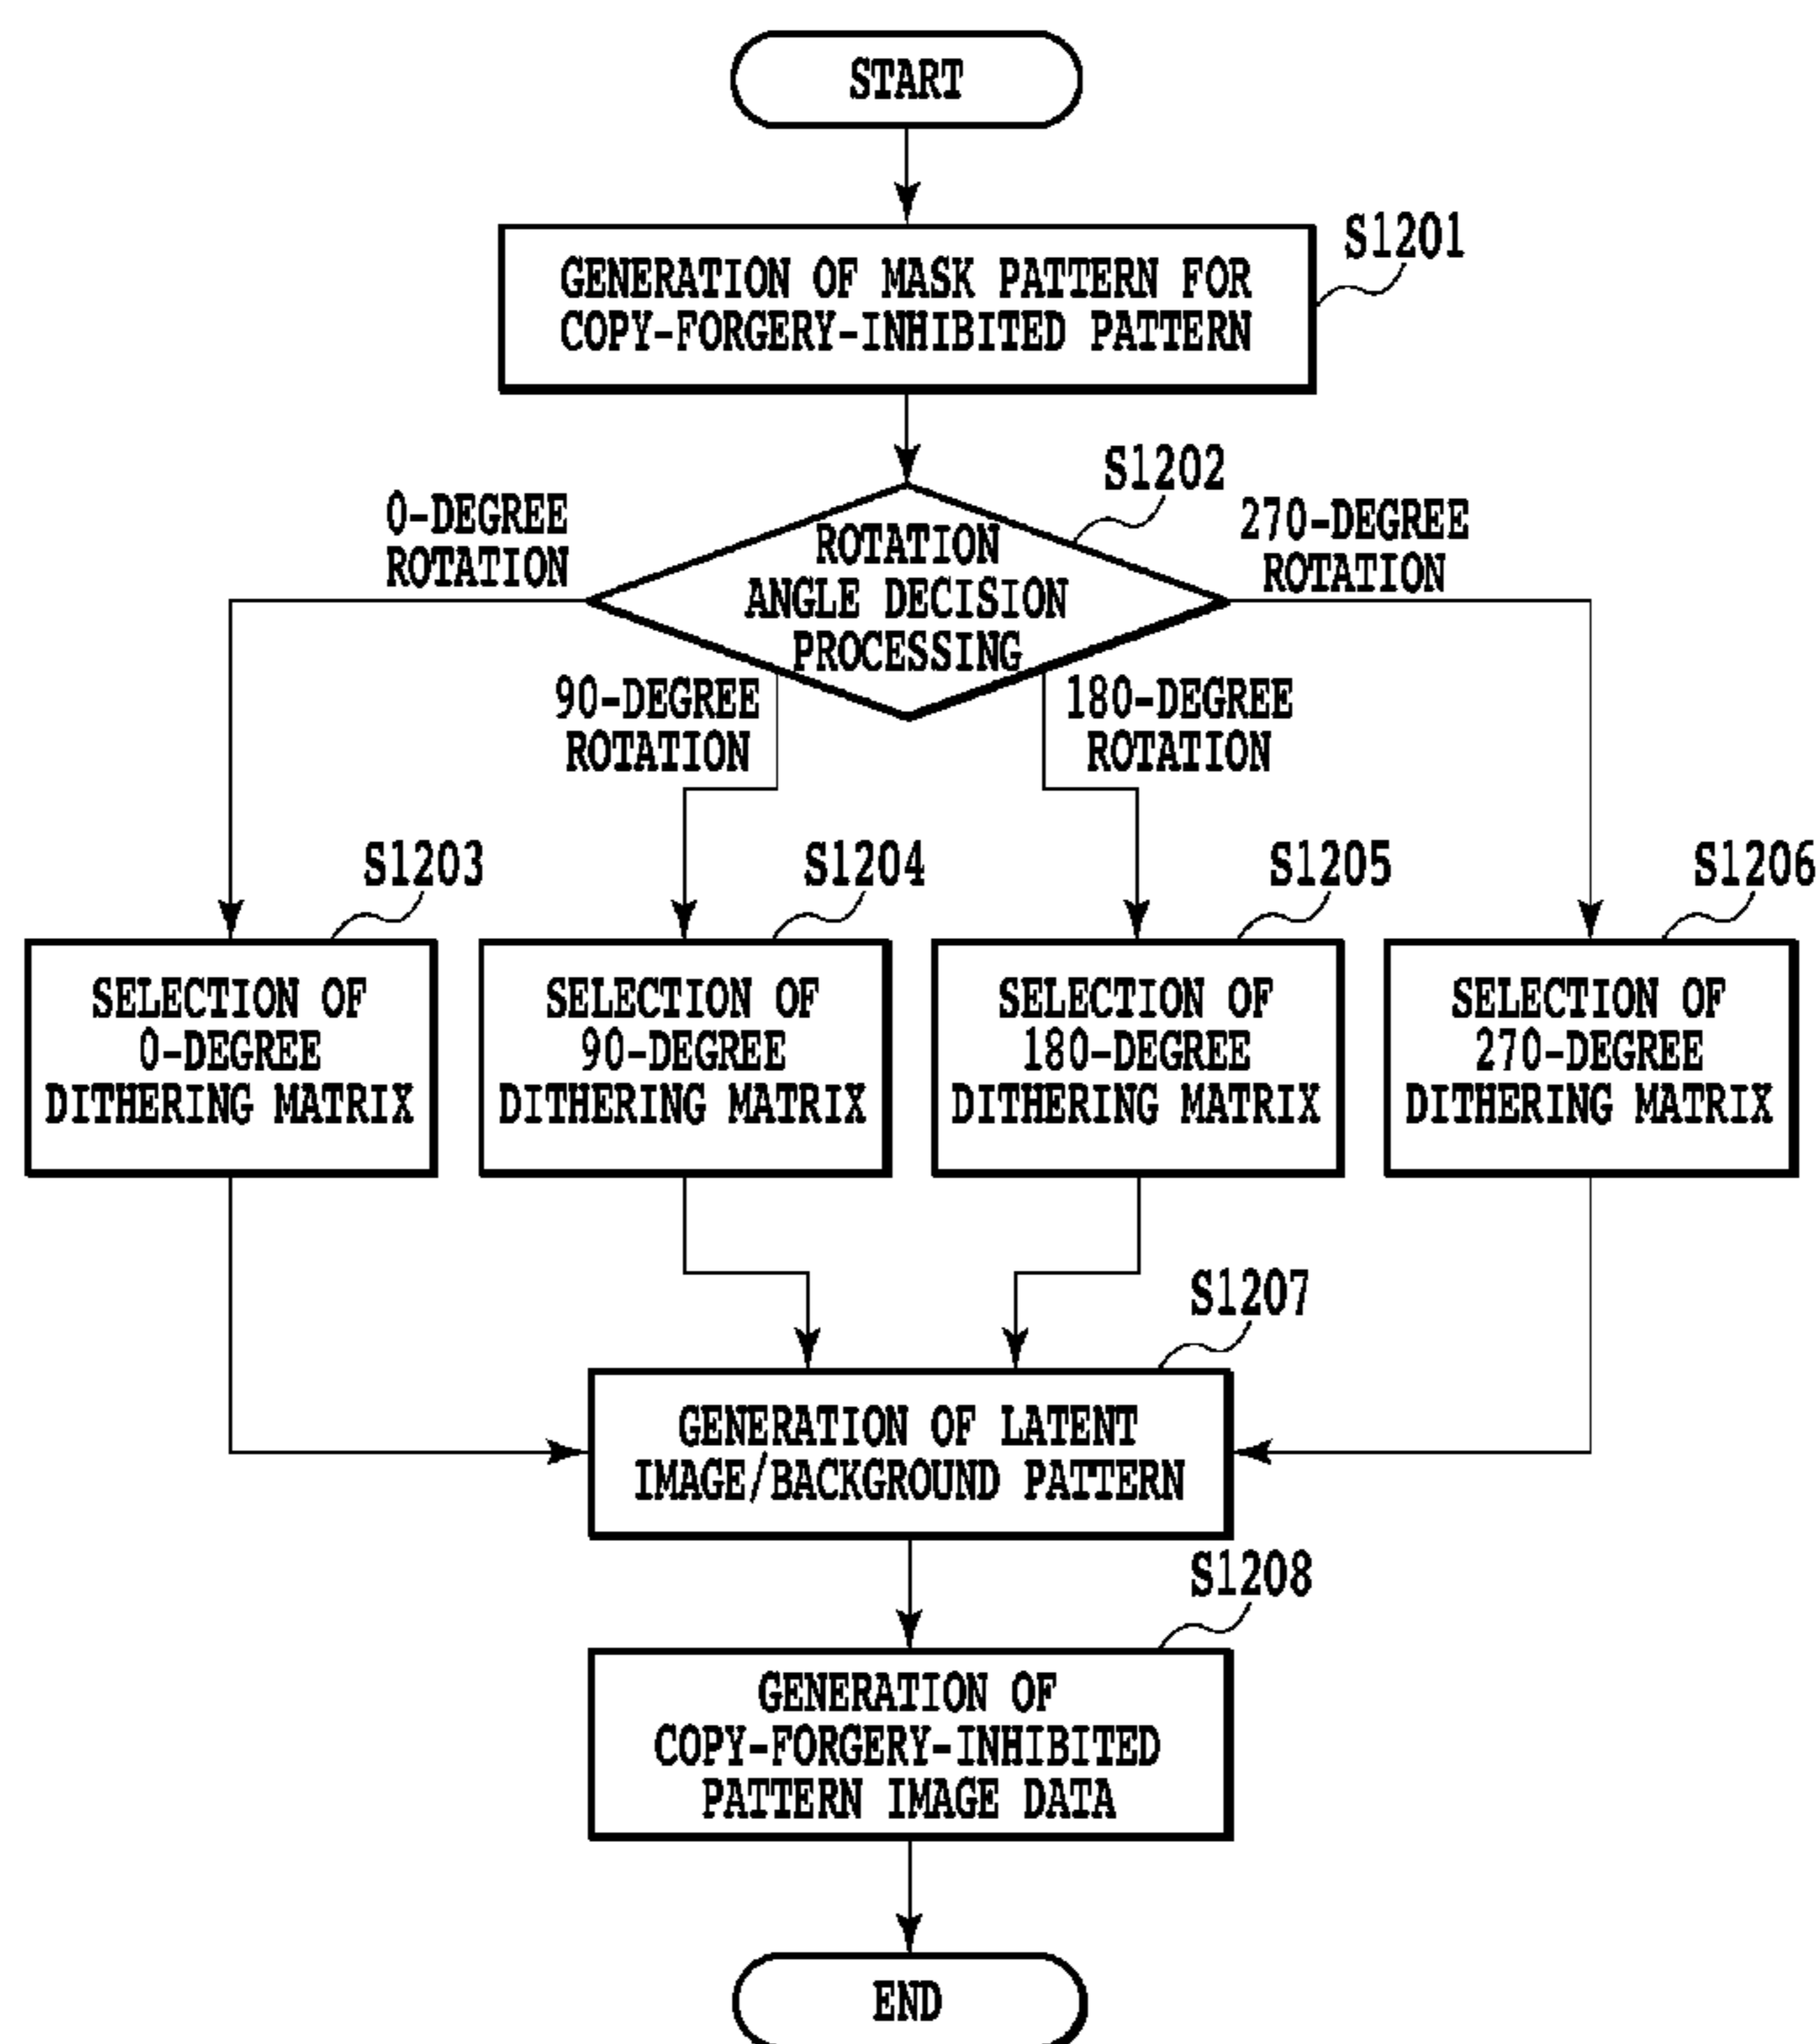 START
S1201
GENERATION OF MASK PATTERN FOR
COPY-FORGERY-INHIBITED PATTERN
S1202
0-DEGREE
ROTATION
ROTATION
ANGLE DECISION
PROCESSING
270-DEGREE
ROTATION
90-DEGREE
ROTATION
180-DEGREE
ROTATION
S1203
SELECTION OF
0-DEGREE
DITHERING MATRIX
S1204
SELECTION OF
90-DEGREE
DITHERING MATRIX
S1205
SELECTION OF
180-DEGREE
DITHERING MATRIX
S1206
SELECTION OF
270-DEGREE
DITHERING MATRIX
S1207
GENERATION OF LATENT
IMAGE/BACKGROUND PATTERN
S1208
GENERATION OF
COPY-FORGERY-INHIBITED
PATTERN IMAGE DATA
END